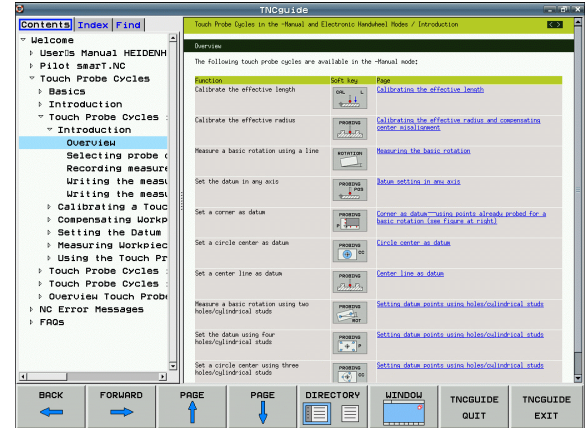 TNCguide
Contents Index Find
Welcome
User's Manual HEIDENH
Pilot smarT.NC
Touch Probe Cycles
Basics
Introduction
Touch Probe Cycles
Introduction
Overview
Selecting probe c
Recording measure
Writing the measu
Writing the measu
Calibrating a Touc
Compensating Workp
Setting the Datum
Measuring Workpiec
Using the Touch Pr
Touch Probe Cycles
Touch Probe Cycles
Overview Touch Probe
NC Error Messages
FAQs
Touch Probe Cycles in the -Manual and Electronic Handwheel Modes / Introduction
Overview
The following touch probe cycles are available in the -Manual mode:
Function Soft key Page
Calibrate the effective length CAL L Calibrating the effective length
Calibrate the effective radius PROBING Calibrating the effective radius and compensating
center misalignment
Measure a basic rotation using a line ROTATION Measuring the basic rotation
Set the datum in any axis PROBING POS Datum setting in any axis
Set a corner as datum PROBING P Corner as datum—using points already probed for a
basic rotation (see figure at right)
Set a circle center as datum PROBING CC Circle center as datum
Set a center line as datum PROBING Center line as datum
Measure a basic rotation using two
holes/cylindrical studs PROBING ROT Setting datum points using holes/cylindrical studs
Set the datum using four
holes/cylindrical studs PROBING P Setting datum points using holes/cylindrical studs
Set a circle center using three
holes/cylindrical studs PROBING CC Setting datum points using holes/cylindrical studs
BACK FORWARD PAGE PAGE DIRECTORY WINDOW TNCGUIDE QUIT TNCGUIDE EXIT